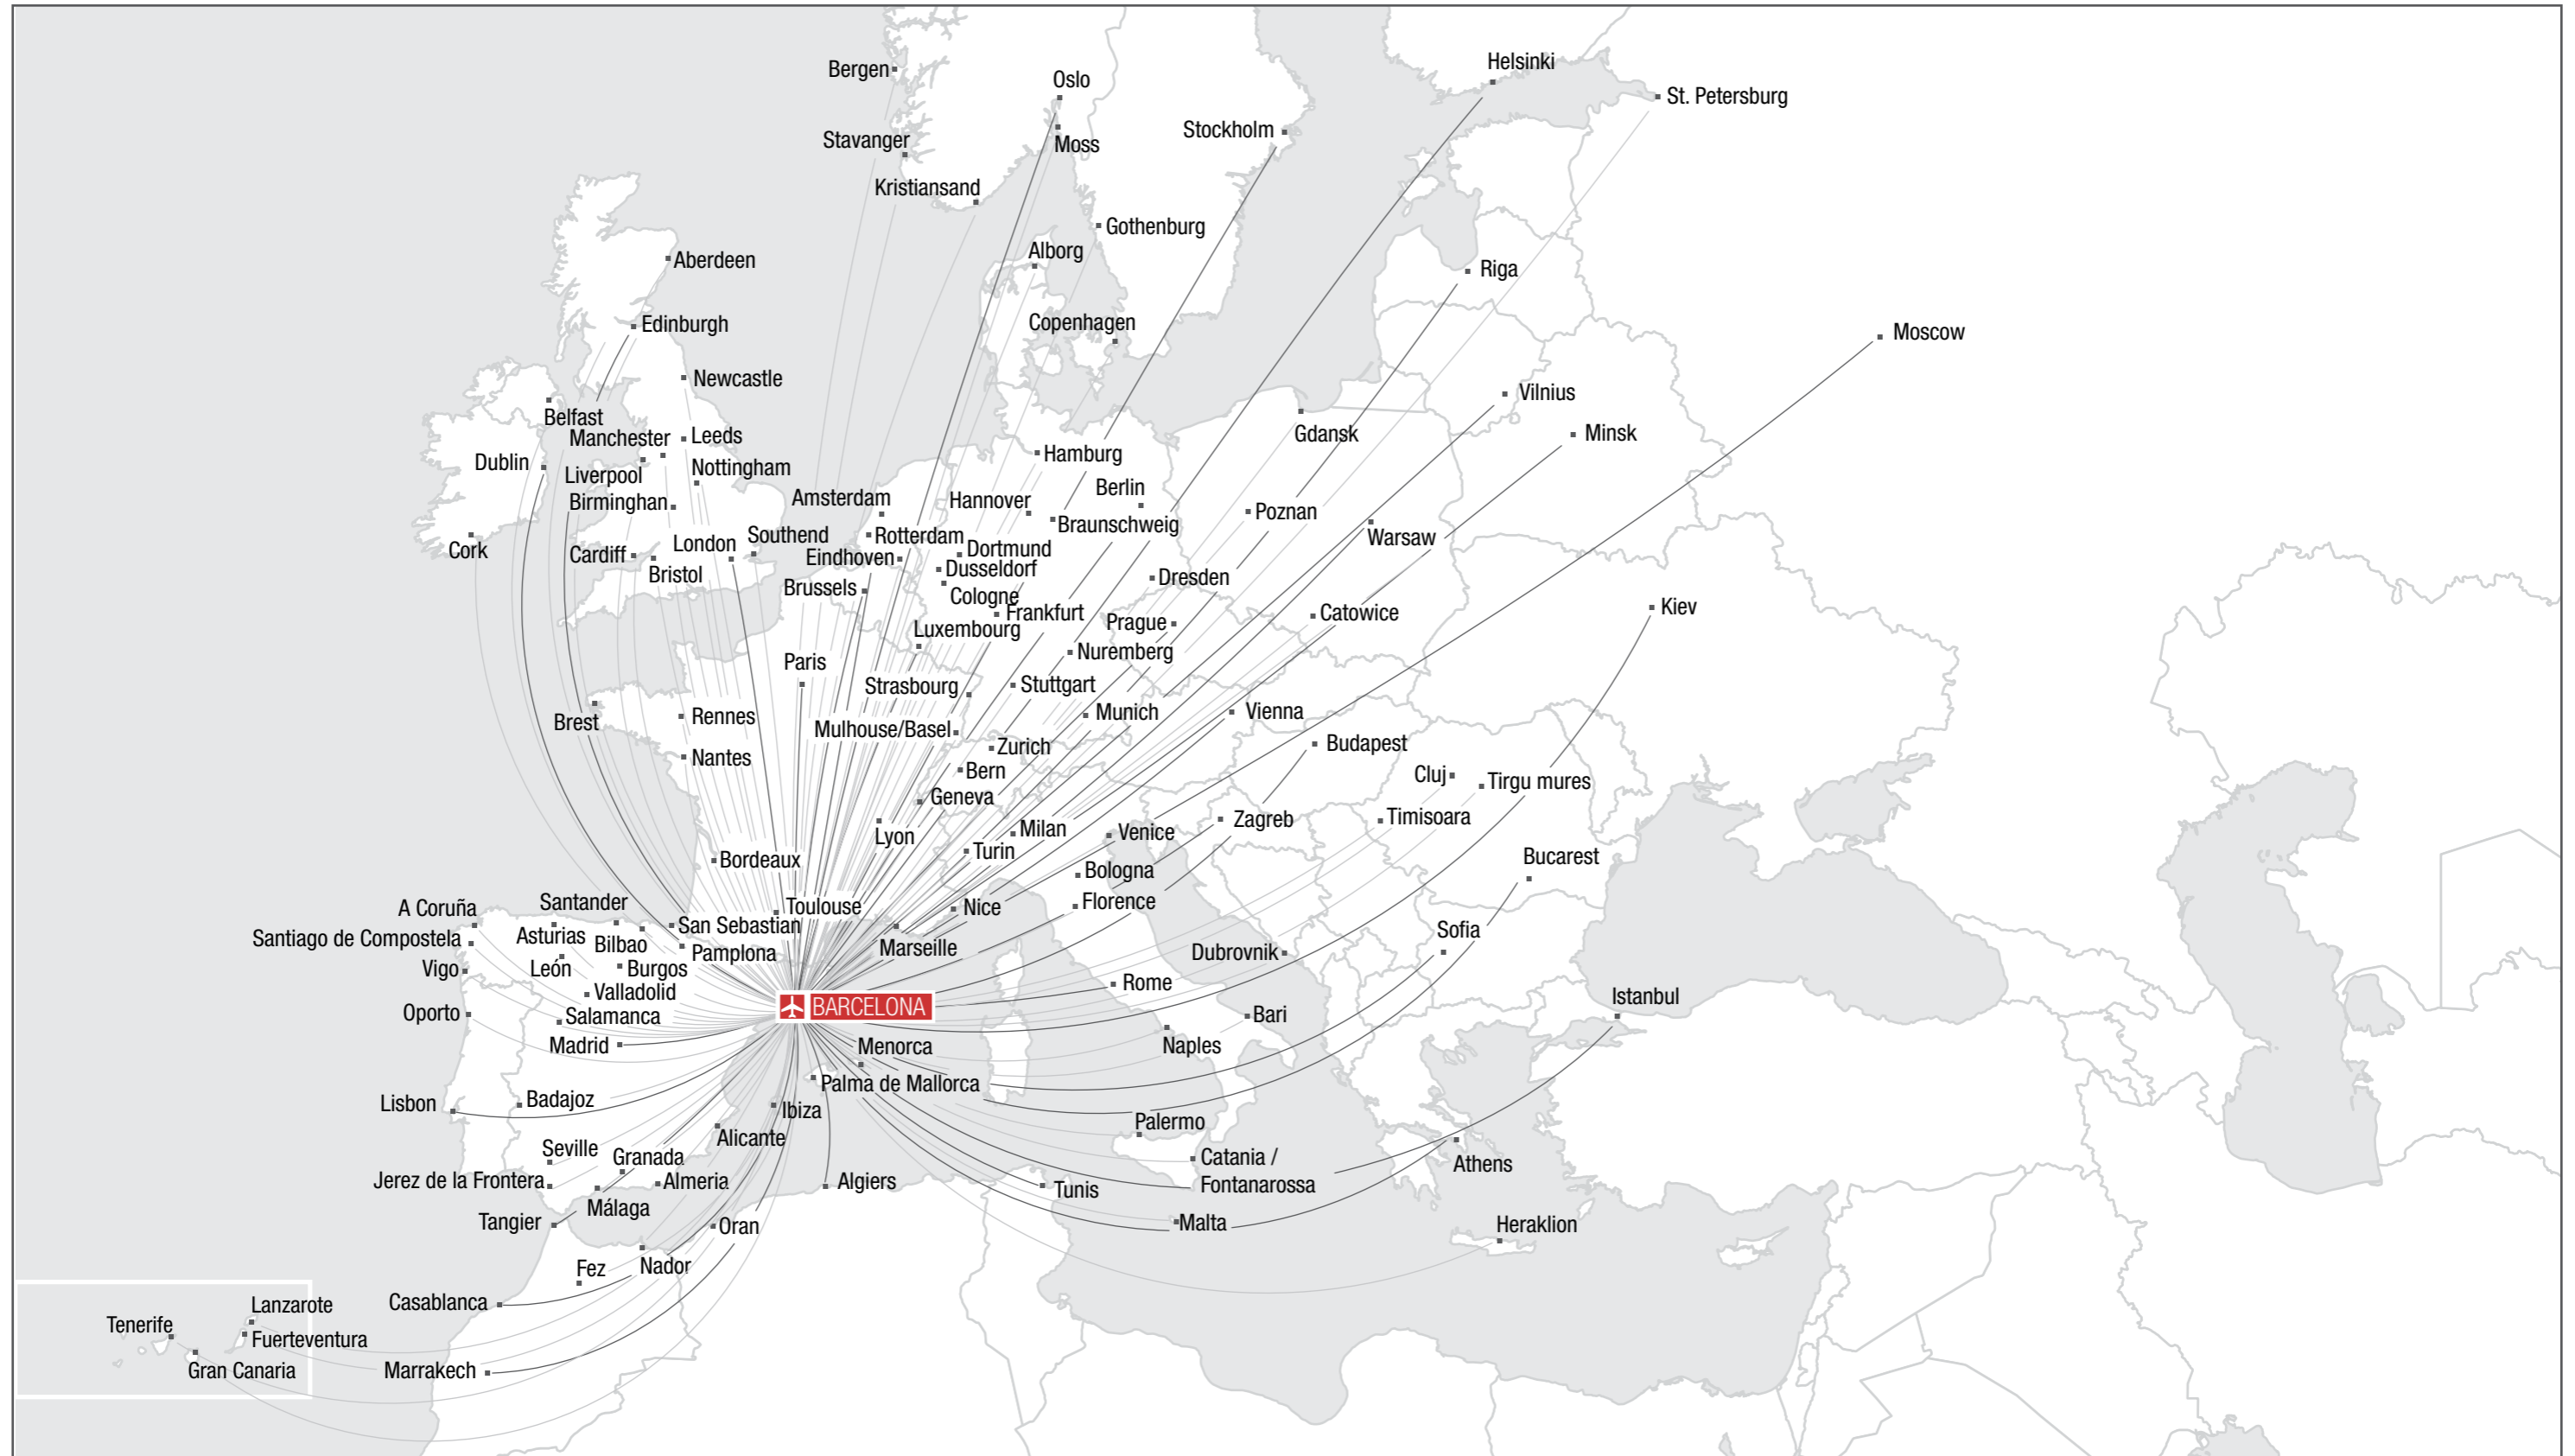 Bergen
Oslo
Helsinki
St. Petersburg
Stavanger
Moss
Stockholm
Kristiansand
Gothenburg
Alborg
Aberdeen
Riga
Edinburgh
Copenhagen
Moscow
Newcastle
Vilnius
Belfast
Manchester
Leeds
Gdansk
Minsk
Dublin
Liverpool
Nottingham
Hamburg
Birminghan
Amsterdam
Hannover
Berlin
Braunschweig
Poznan
Cork
Cardiff
London
Southend
Rotterdam
Warsaw
Bristol
Eindhoven
Dortmund
Dusseldorf
Brussels
Cologne
Dresden
Frankfurt
Prague
Catowice
Kiev
Luxembourg
Paris
Nuremberg
Strasbourg
Stuttgart
Brest
Rennes
Mulhouse/Basel
Munich
Vienna
Nantes
Zurich
Budapest
Bern
Cluj
Tirgu mures
Geneva
Lyon
Milan
Venice
Zagreb
Timisoara
Bordeaux
Turin
Bologna
Bucarest
A Coruña
Santander
Toulouse
Nice
Florence
Santiago de Compostela
Asturias
Bilbao
San Sebastian
Marseille
Sofia
Vigo
León
Burgos
Pamplona
Dubrovnik
Valladolid
Rome
Istanbul
Oporto
Salamanca
BARCELONA
Bari
Madrid
Menorca
Naples
Lisbon
Badajoz
Palma de Mallorca
Ibiza
Palermo
Alicante
Seville
Granada
Catania /
Fontanarossa
Athens
Jerez de la Frontera
Almeria
Algiers
Tunis
Málaga
Tangier
Oran
Malta
Heraklion
Fez
Nador
Casablanca
Lanzarote
Tenerife
Fuerteventura
Gran Canaria
Marrakech